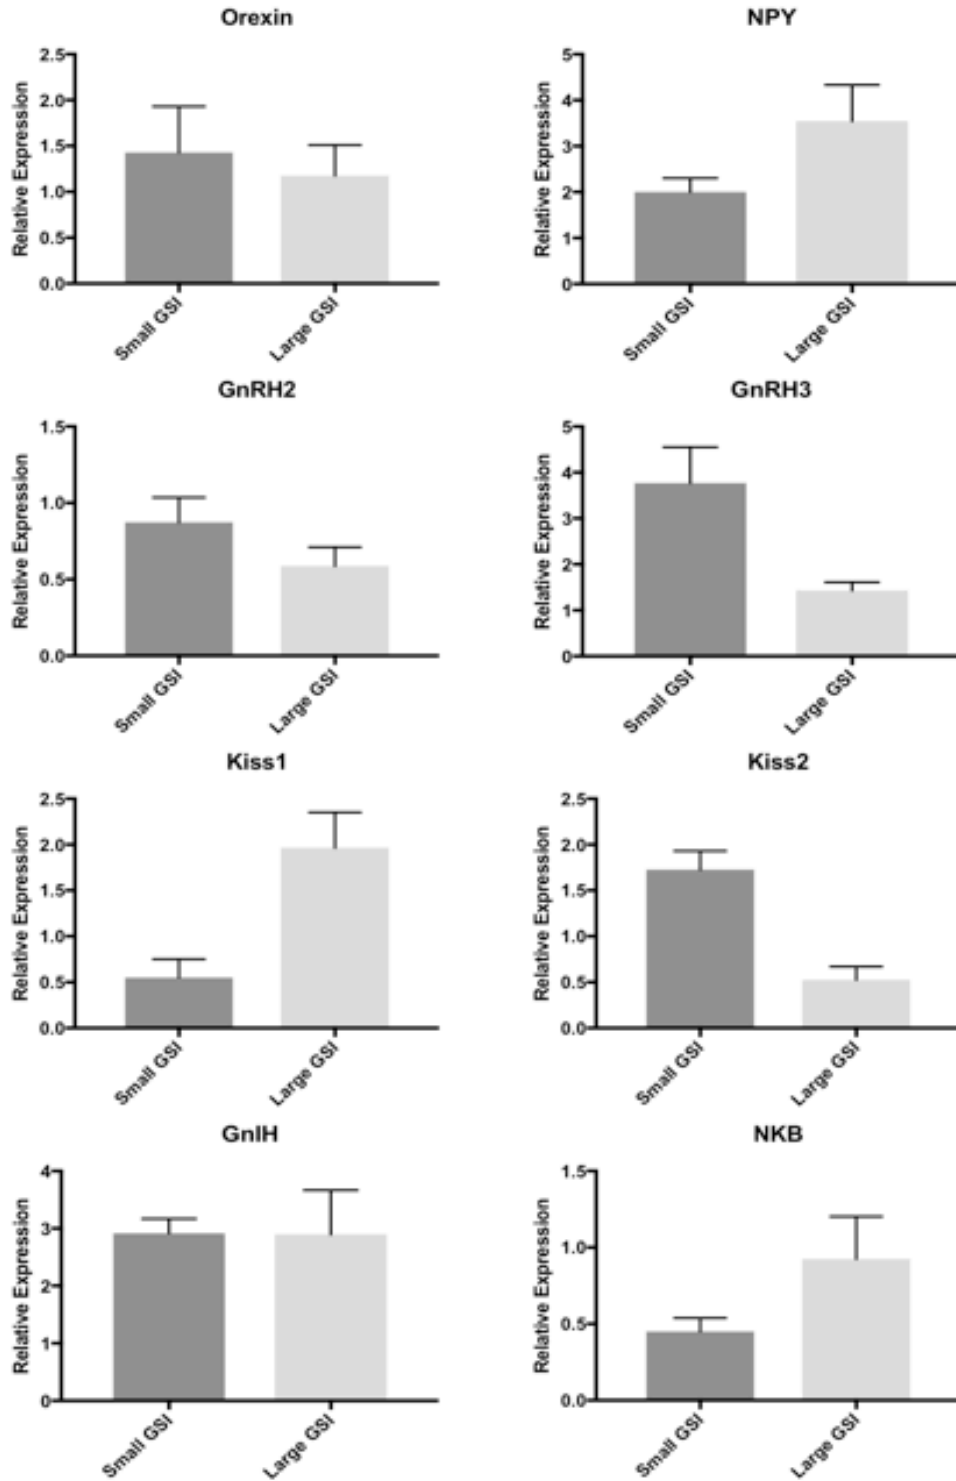 Orexin
Relative Expression
2.5
2.0
1.5
1.0
0.5
0.0
Small GSI
Large GSI
NPY
Relative Expression
5
4
3
2
1
0
Small GSI
Large GSI
GnRH2
Relative Expression
1.5
1.0
0.5
0.0
Small GSI
Large GSI
GnRH3
Relative Expression
5
4
3
2
1
0
Small GSI
Large GSI
Kiss1
Relative Expression
2.5
2.0
1.5
1.0
0.5
0.0
Small GSI
Large GSI
Kiss2
Relative Expression
2.5
2.0
1.5
1.0
0.5
0.0
Small GSI
Large GSI
GnIH
Relative Expression
4
3
2
1
0
Small GSI
Large GSI
NKB
Relative Expression
1.5
1.0
0.5
0.0
Small GSI
Large GSI